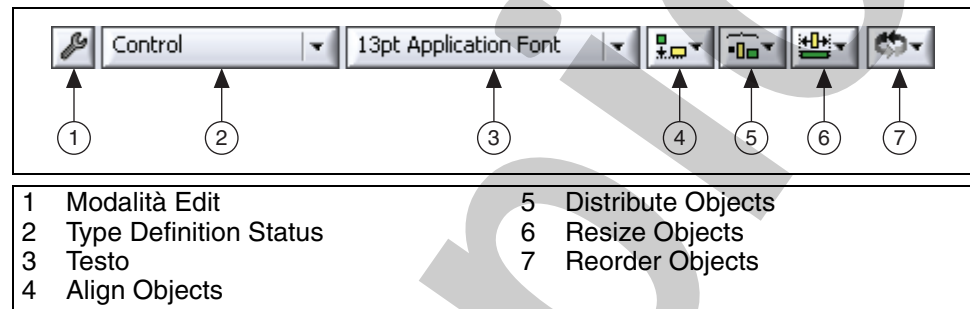 Control
13pt Application Font
1
2
3
4
5
6
7
1 Modalità Edit
2 Type Definition Status
3 Testo
4 Align Objects
5 Distribute Objects
6 Resize Objects
7 Reorder Objects